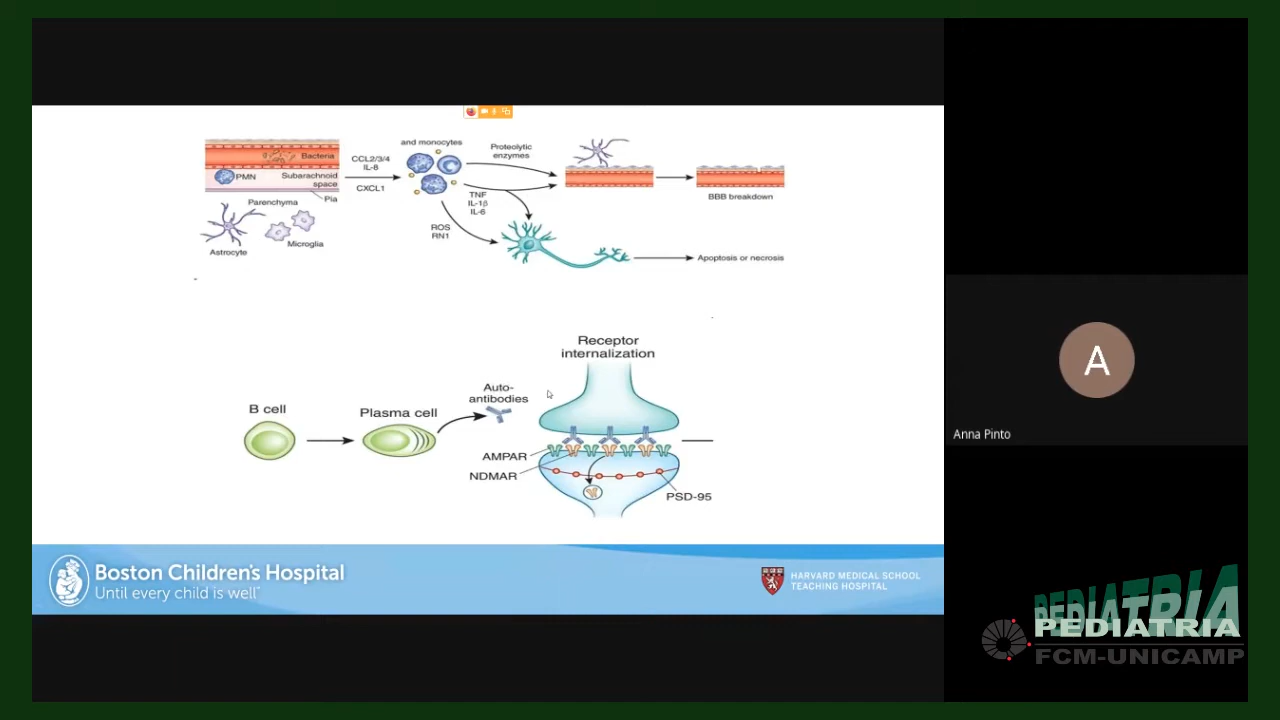 Bacteria
PMN
Subarachnoid
space
Pia
Parenchyma
Microglia
Astrocyte
CCL2/3/4
IL-8
CXCL1
and monocytes
Proteolytic
enzymes
TNF
IL-1β
IL-6
ROS
RN1
BBB breakdown
Apoptosis or necrosis
Receptor
internalization
B cell
Plasma cell
Auto-
antibodies
AMPAR
NDMAR
PSD-95
Boston Children's Hospital
Until every child is well™
HARVARD MEDICAL SCHOOL
TEACHING HOSPITAL
A
Anna Pinto
PEDIATRIA
PEDIATRIA
FCM-UNICAMP